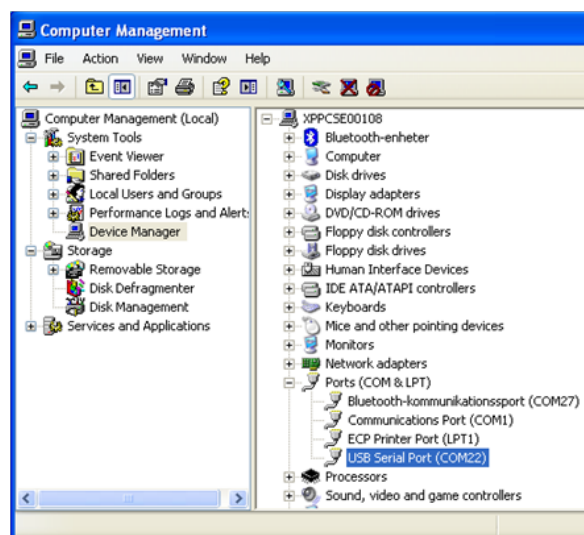 Computer Management
File Action View Window Help
Computer Management (Local)
System Tools
Event Viewer
Shared Folders
Local Users and Groups
Performance Logs and Alert
Device Manager
Storage
Removable Storage
Disk Defragmenter
Disk Management
Services and Applications
XPPCSE00108
Bluetooth-enheter
Computer
Disk drives
Display adapters
DVD/CD-ROM drives
Floppy disk controllers
Floppy disk drives
Human Interface Devices
IDE ATA/ATAPI controllers
Keyboards
Mice and other pointing devices
Monitors
Network adapters
Ports (COM & LPT)
Bluetooth-kommunikationssport (COM27)
Communications Port (COM1)
ECP Printer Port (LPT1)
USB Serial Port (COM22)
Processors
Sound, video and game controllers